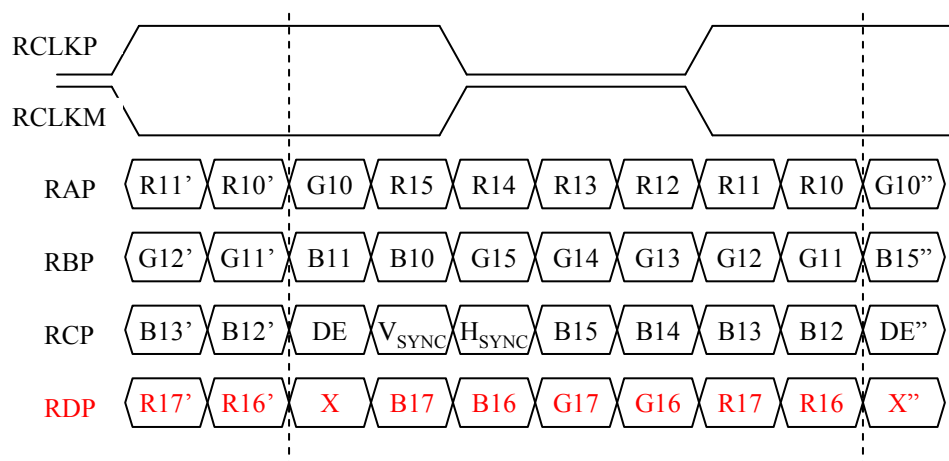 RCLKP
RCLKM
RAP R11’ R10’ G10 R15 R14 R13 R12 R11 R10 G10”
RBP G12’ G11’ B11 B10 G15 G14 G13 G12 G11 B15”
RCP B13’ B12’ DE VSYNC HSYNC B15 B14 B13 B12 DE”
RDP R17’ R16’ X B17 B16 G17 G16 R17 R16 X”